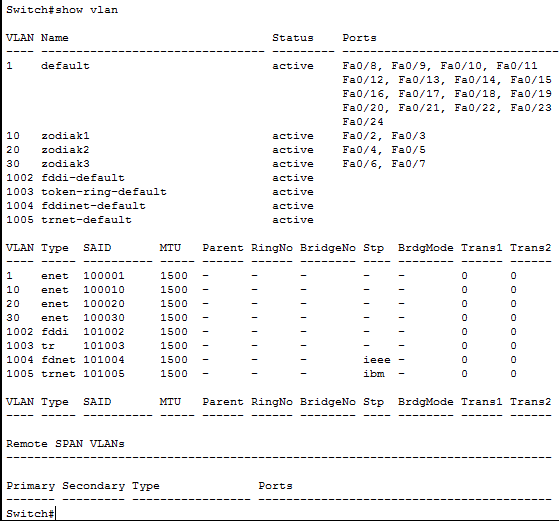 Switch#show vlan
VLAN Name                             Status    Ports
---- -------------------------------- --------- -------------------------------
1    default                          active    Fa0/8, Fa0/9, Fa0/10, Fa0/11
                                                Fa0/12, Fa0/13, Fa0/14, Fa0/15
                                                Fa0/16, Fa0/17, Fa0/18, Fa0/19
                                                Fa0/20, Fa0/21, Fa0/22, Fa0/23
                                                Fa0/24
10   zodiak1                          active    Fa0/2, Fa0/3
20   zodiak2                          active    Fa0/4, Fa0/5
30   zodiak3                          active    Fa0/6, Fa0/7
1002 fddi-default                     active
1003 token-ring-default               active
1004 fddinet-default                  active
1005 trnet-default                    active
VLAN Type  SAID       MTU   Parent RingNo BridgeNo Stp  BrdgMode Trans1 Trans2
---- ----- ---------- ----- ------ ------ -------- ---- -------- ------ ------
1    enet  100001     1500  -      -      -        -    -        0      0
10   enet  100010     1500  -      -      -        -    -        0      0
20   enet  100020     1500  -      -      -        -    -        0      0
30   enet  100030     1500  -      -      -        -    -        0      0
1002 fddi  101002     1500  -      -      -        -    -        0      0
1003 tr    101003     1500  -      -      -        -    -        0      0
1004 fdnet 101004     1500  -      -      -        ieee -        0      0
1005 trnet 101005     1500  -      -      -        ibm  -        0      0
VLAN Type  SAID       MTU   Parent RingNo BridgeNo Stp  BrdgMode Trans1 Trans2
---- ----- ---------- ----- ------ ------ -------- ---- -------- ------ ------
Remote SPAN VLANs
------------------------------------------------------------------------------
Primary Secondary Type              Ports
------- --------- ----------------- ------------------------------------------
Switch#